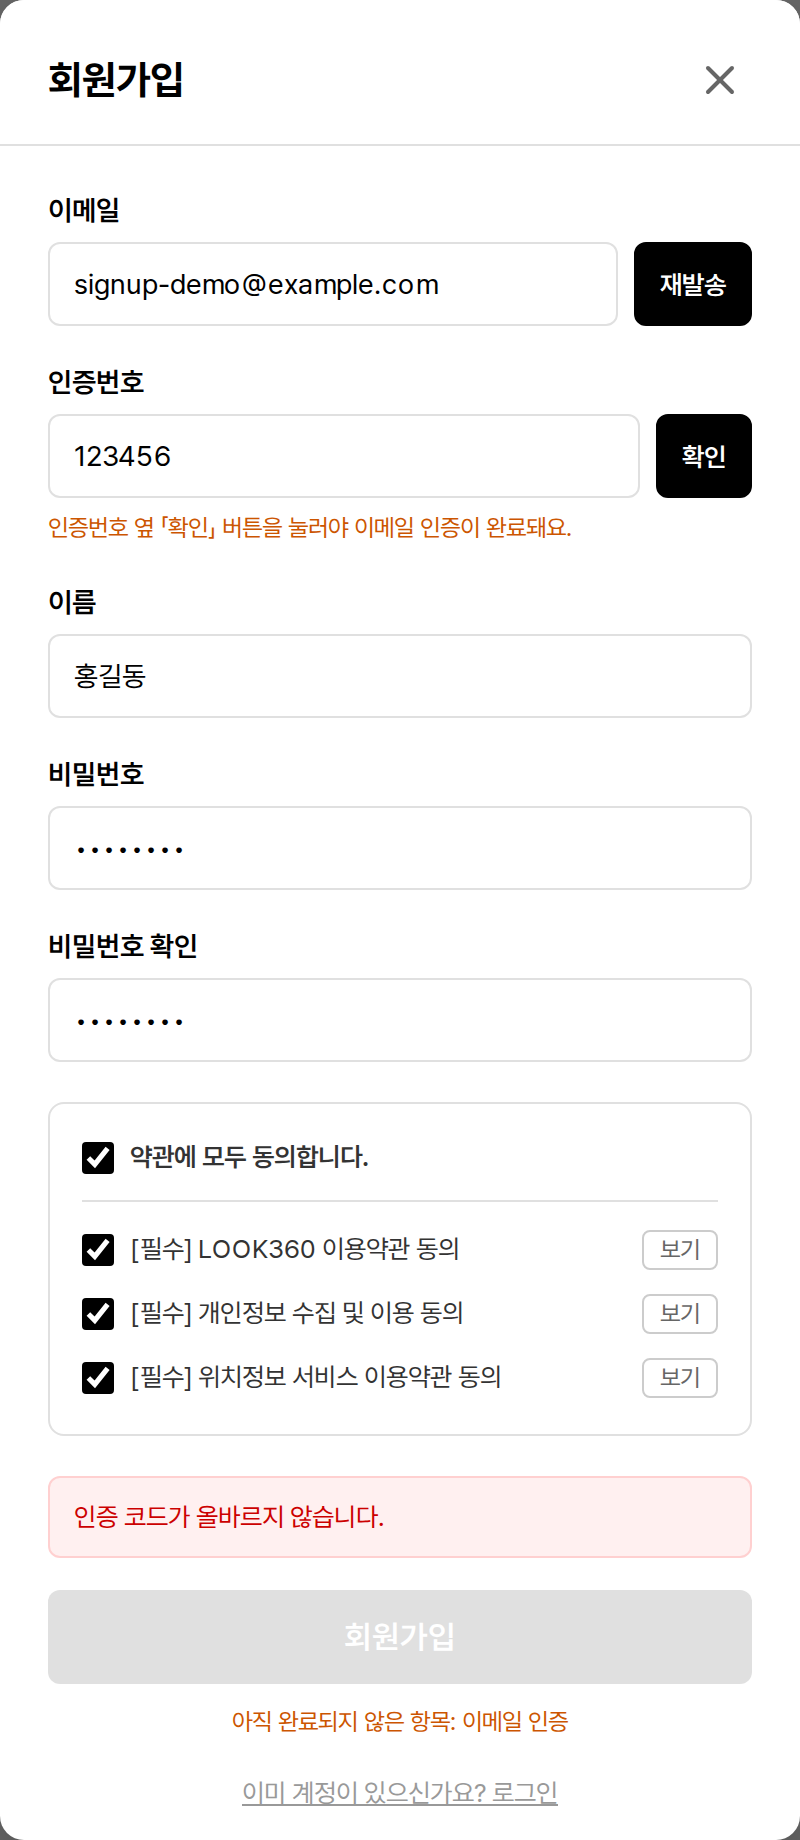 회원가입
이메일
signup-demo@example.com
재발송
인증번호
123456
확인
인증번호 옆 「확인」 버튼을 눌러야 이메일 인증이 완료돼요.
이름
홍길동
비밀번호
••••••••
비밀번호 확인
••••••••
약관에 모두 동의합니다.
[필수] LOOK360 이용약관 동의
보기
[필수] 개인정보 수집 및 이용 동의
보기
[필수] 위치정보 서비스 이용약관 동의
보기
인증 코드가 올바르지 않습니다.
회원가입
아직 완료되지 않은 항목: 이메일 인증
이미 계정이 있으신가요? 로그인